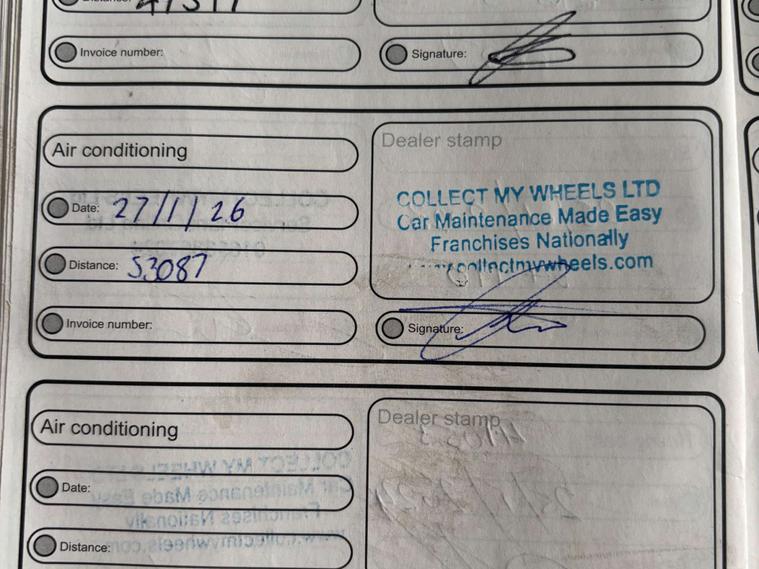 Invoice number:
Signature:
Air conditioning
Dealer stamp
Date: 27/1/26
Distance: 53087
COLLECT MY WHEELS LTD
Car Maintenance Made Easy
Franchises Nationally
collectmywheels.com
Invoice number:
Signature:
Air conditioning
Dealer stamp
Date:
Distance: